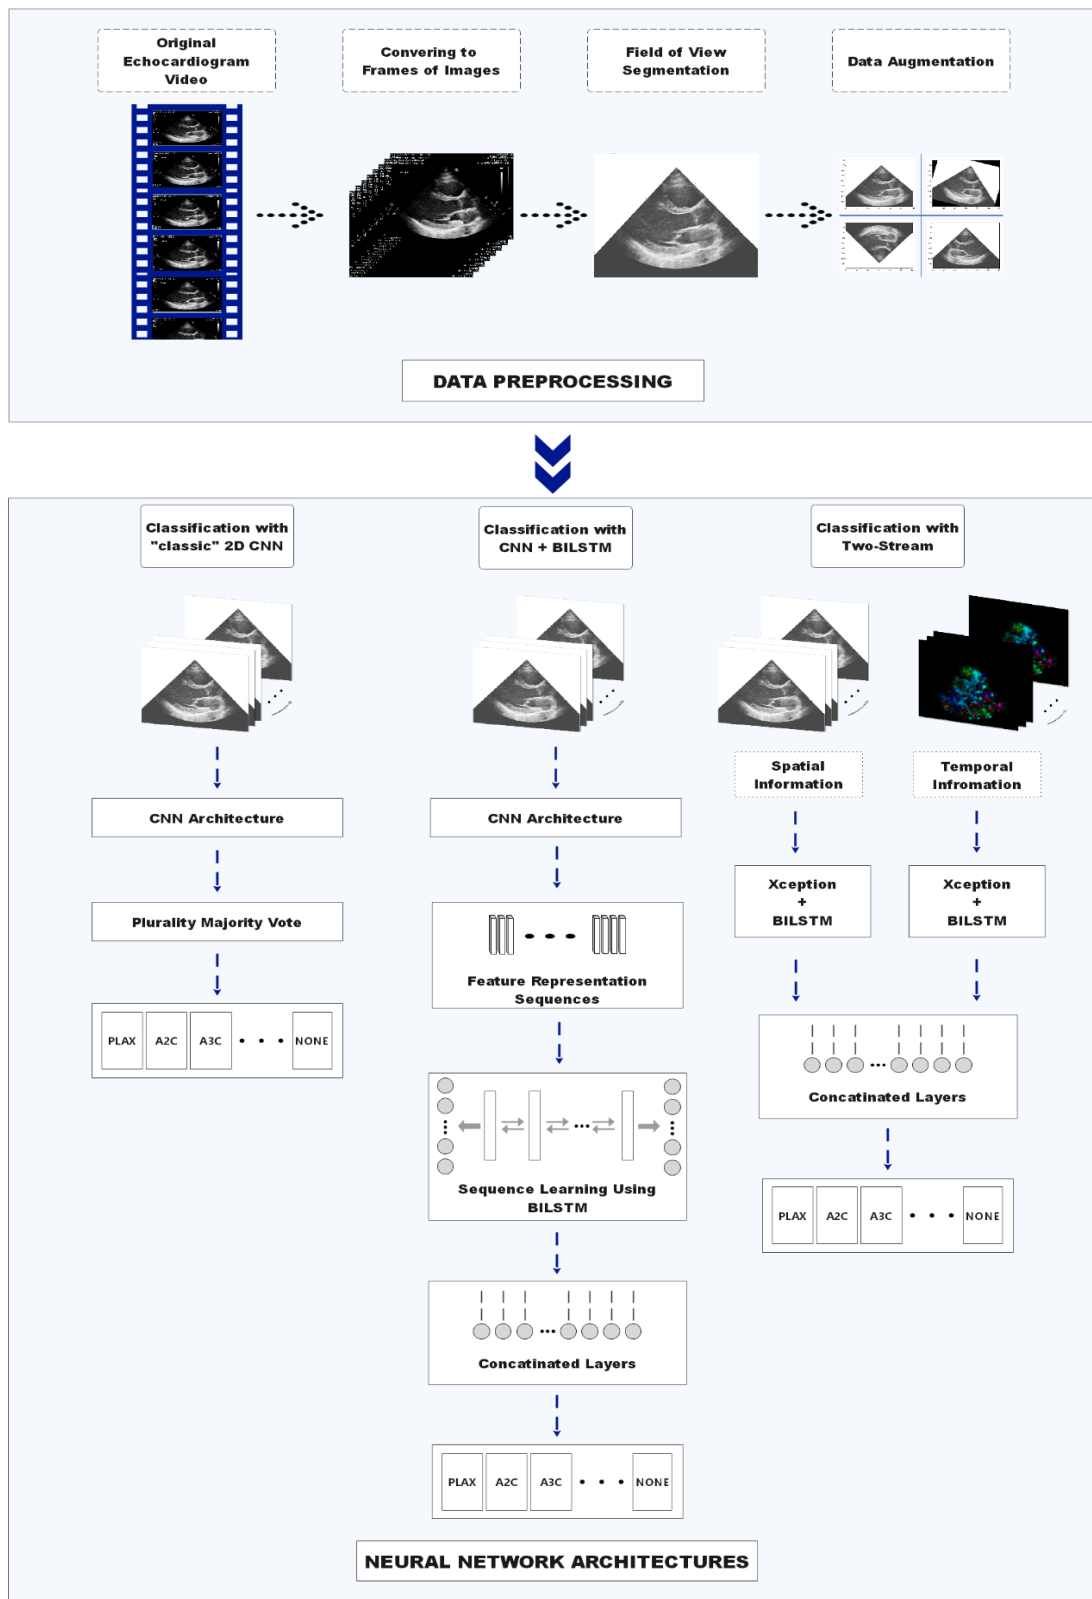 Original
Echocardiogram
Video
Convering to
Frames of Images
Field of View
Segmentation
Data Augmentation
DATA PREPROCESSING
Classification with
"classic" 2D CNN
Classification with
CNN + BILSTM
Classification with
Two-Stream
Spatial
Information
Temporal
Infromation
CNN Architecture
CNN Architecture
Xception
+
BILSTM
Xception
+
BILSTM
Plurality Majority Vote
Feature Representation
Sequences
PLAX A2C A3C • • • NONE
Concatinated Layers
Sequence Learning Using
BILSTM
PLAX A2C A3C • • • NONE
Concatinated Layers
PLAX A2C A3C • • • NONE
NEURAL NETWORK ARCHITECTURES